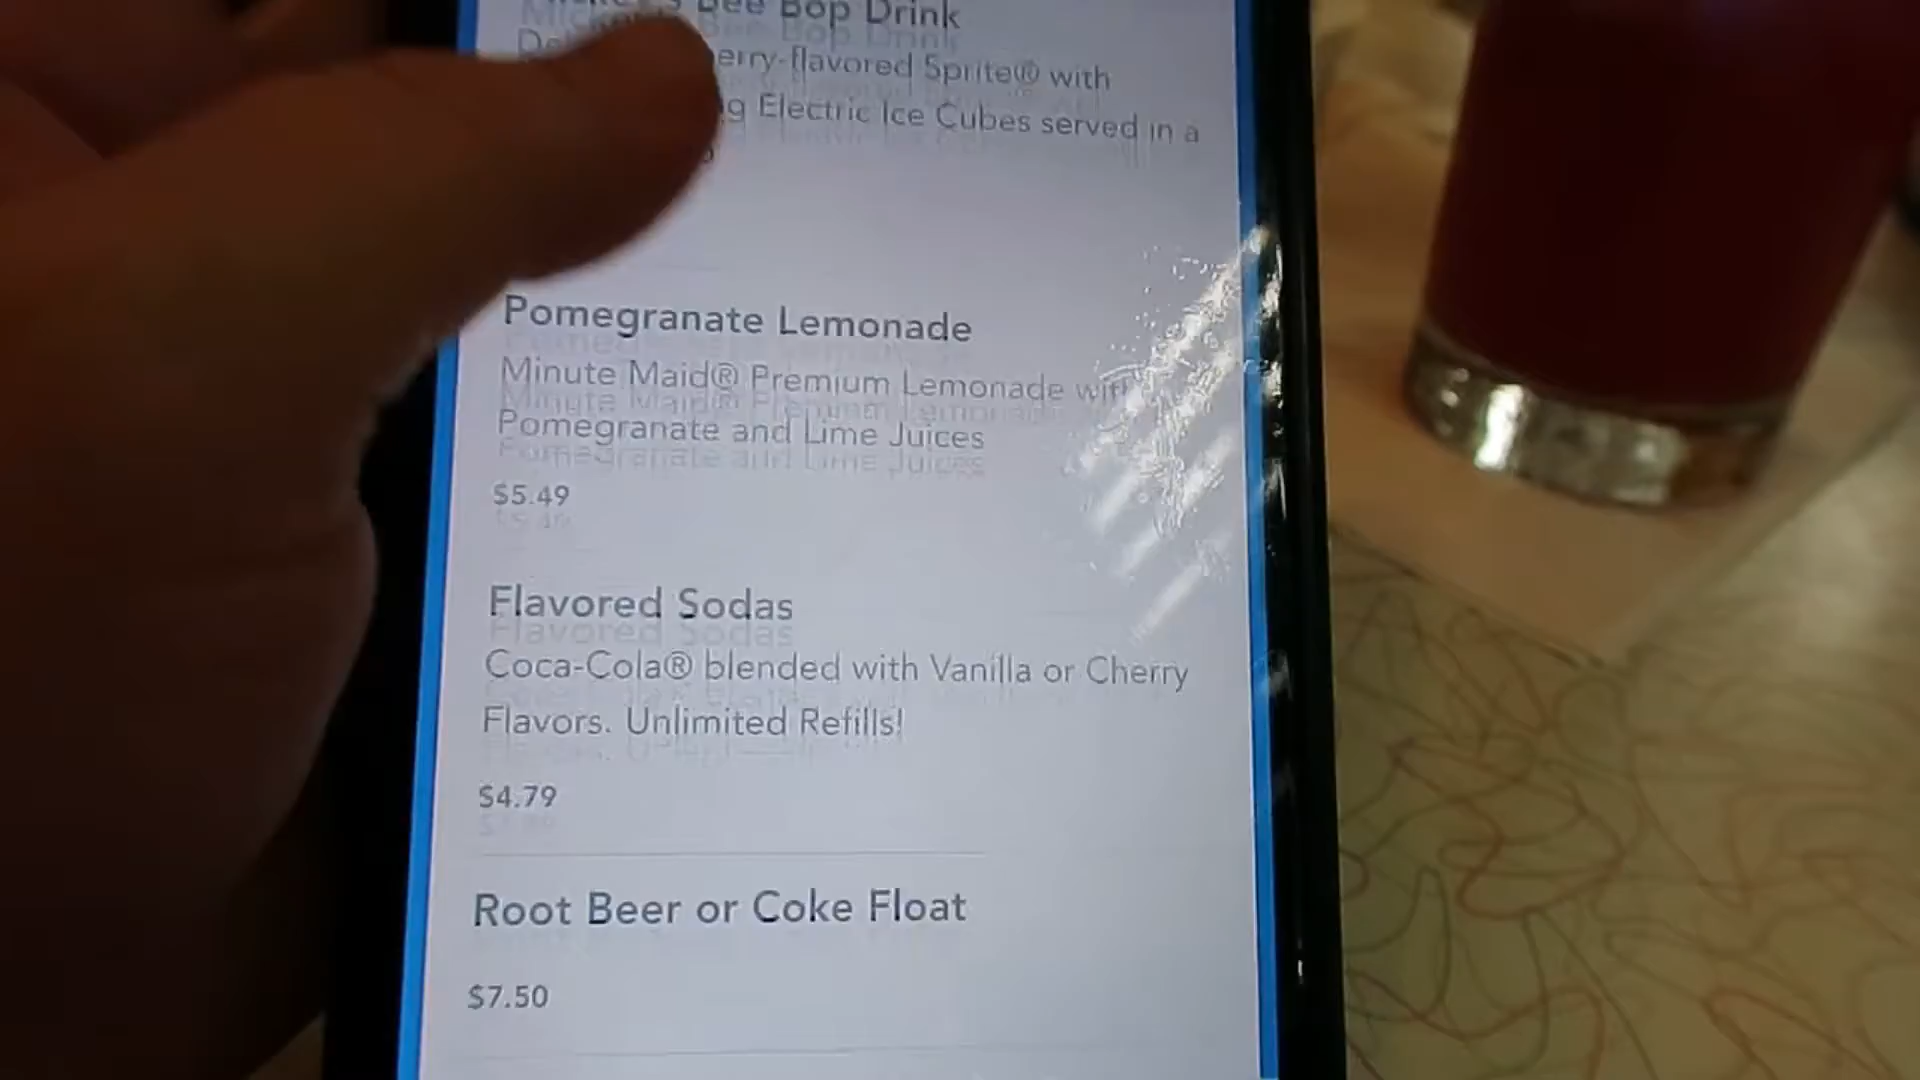 Bee Bop Drink
erry-flavored Sprite® with
g Electric Ice Cubes served in a
Pomegranate Lemonade
Minute Maid® Premium Lemonade with
Pomegranate and Lime Juices
$5.49
Flavored Sodas
Coca-Cola® blended with Vanilla or Cherry
Flavors. Unlimited Refills!
$4.79
Root Beer or Coke Float
$7.50